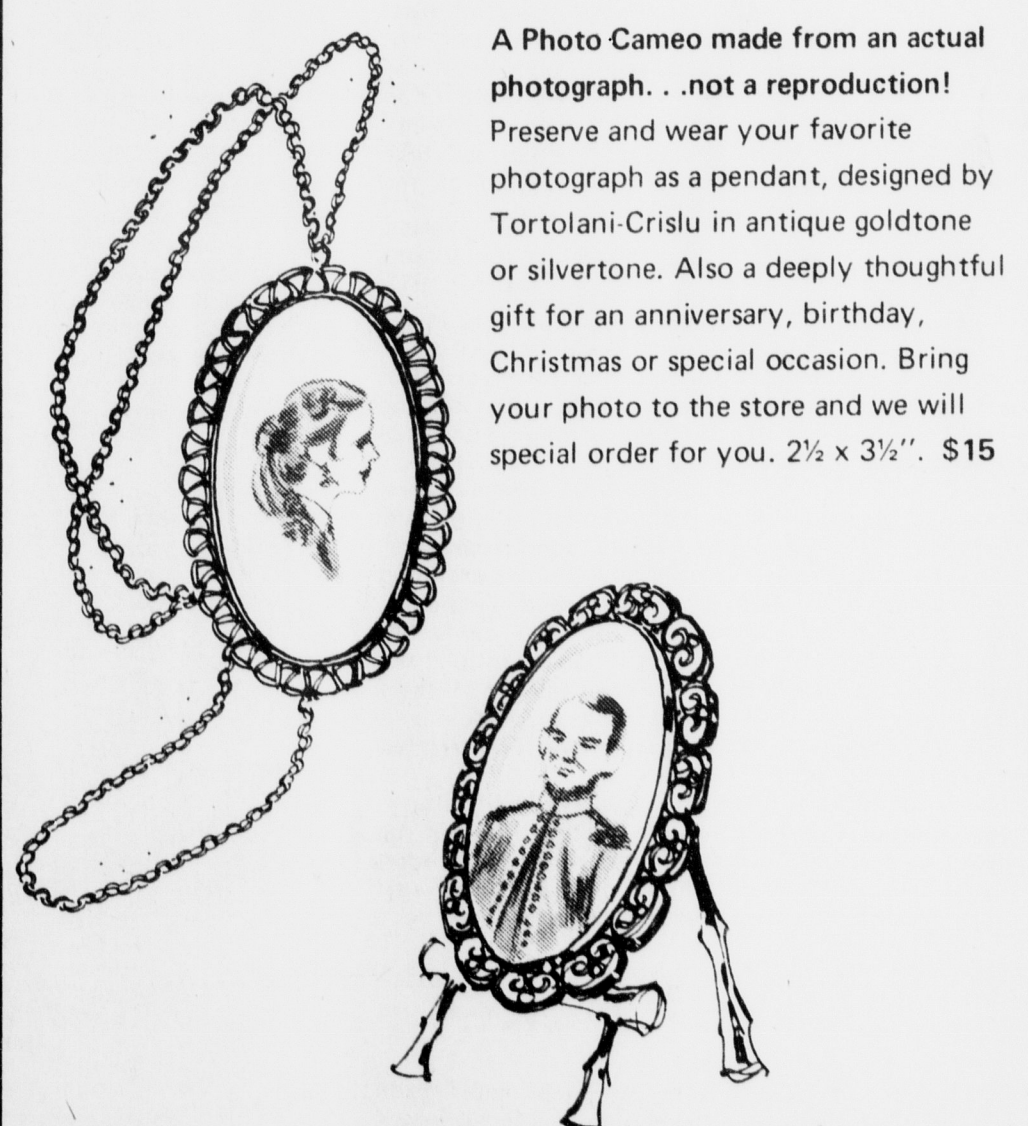 A Photo Cameo made from an actual
photograph. . .not a reproduction!
Preserve and wear your favorite
photograph as a pendant, designed by
Tortolani-Crislu in antique goldtone
or silvertone. Also a deeply thoughtful
gift for an anniversary, birthday,
Christmas or special occasion. Bring
your photo to the store and we will
special order for you. 2½ x 3½''. $15